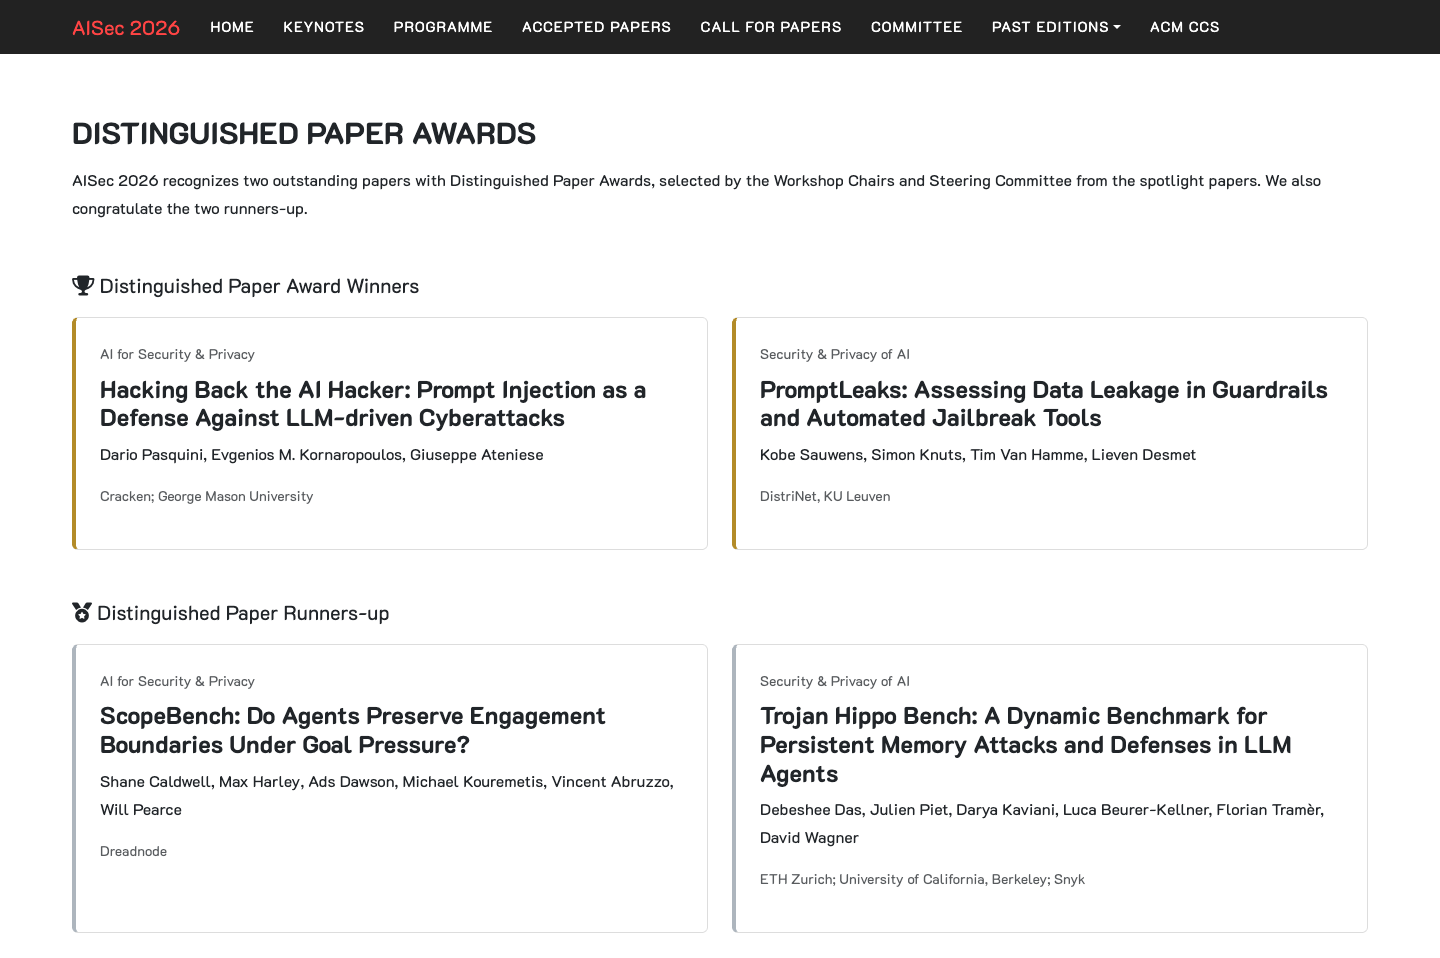 AISec 2026 HOME KEYNOTES PROGRAMME ACCEPTED PAPERS CALL FOR PAPERS COMMITTEE PAST EDITIONS ACM CCS
DISTINGUISHED PAPER AWARDS
AISec 2026 recognizes two outstanding papers with Distinguished Paper Awards, selected by the Workshop Chairs and Steering Committee from the spotlight papers. We also
congratulate the two runners-up.
Distinguished Paper Award Winners
AI for Security & Privacy
Hacking Back the AI Hacker: Prompt Injection as a
Defense Against LLM-driven Cyberattacks
Dario Pasquini, Evgenios M. Kornaropoulos, Giuseppe Ateniese
Cracken; George Mason University
Security & Privacy of AI
PromptLeaks: Assessing Data Leakage in Guardrails
and Automated Jailbreak Tools
Kobe Sauwens, Simon Knuts, Tim Van Hamme, Lieven Desmet
DistriNet, KU Leuven
Distinguished Paper Runners-up
AI for Security & Privacy
ScopeBench: Do Agents Preserve Engagement
Boundaries Under Goal Pressure?
Shane Caldwell, Max Harley, Ads Dawson, Michael Kouremetis, Vincent Abruzzo,
Will Pearce
Dreadnode
Security & Privacy of AI
Trojan Hippo Bench: A Dynamic Benchmark for
Persistent Memory Attacks and Defenses in LLM
Agents
Debeshee Das, Julien Piet, Darya Kaviani, Luca Beurer-Kellner, Florian Tramèr,
David Wagner
ETH Zurich; University of California, Berkeley; Snyk